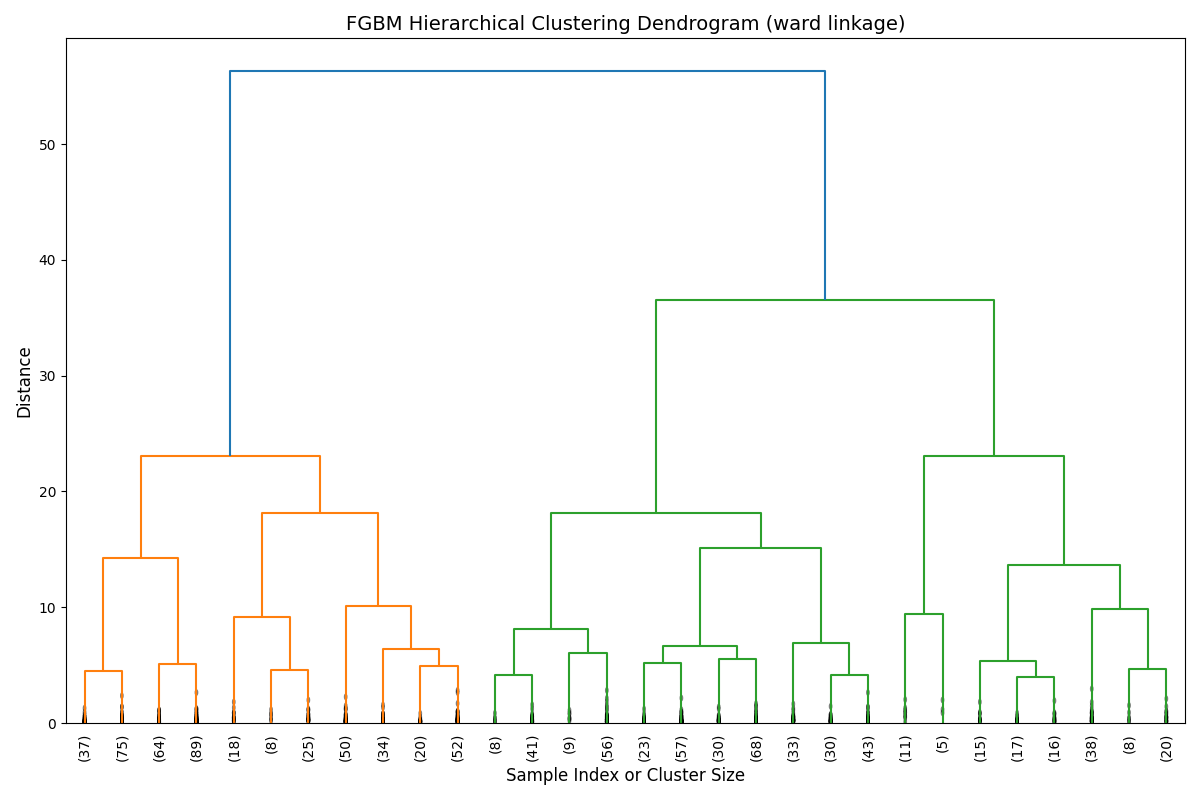 FGBM Hierarchical Clustering Dendrogram (ward linkage)
Distance
50
40
30
20
10
0
(37) (75) (64) (89) (18) (8) (25) (50) (34) (20) (52) (8) (41) (9) (56) (23) (57) (30) (68) (33) (30) (43) (11) (5) (15) (17) (16) (38) (8) (20)
Sample Index or Cluster Size